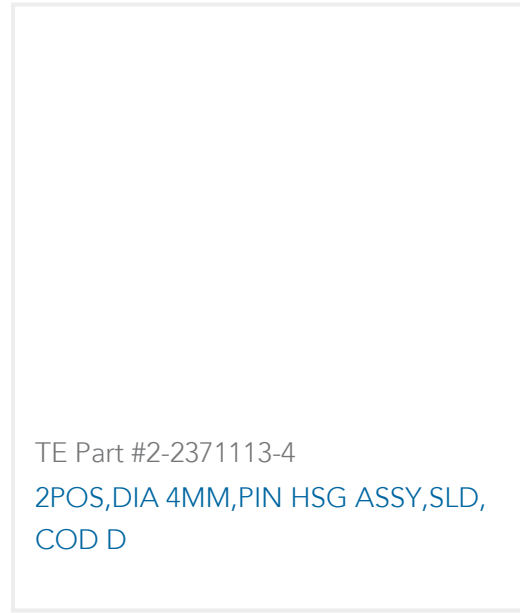 TE Part #2-2371113-4
2POS,DIA 4MM,PIN HSG ASSY,SLD,
COD D